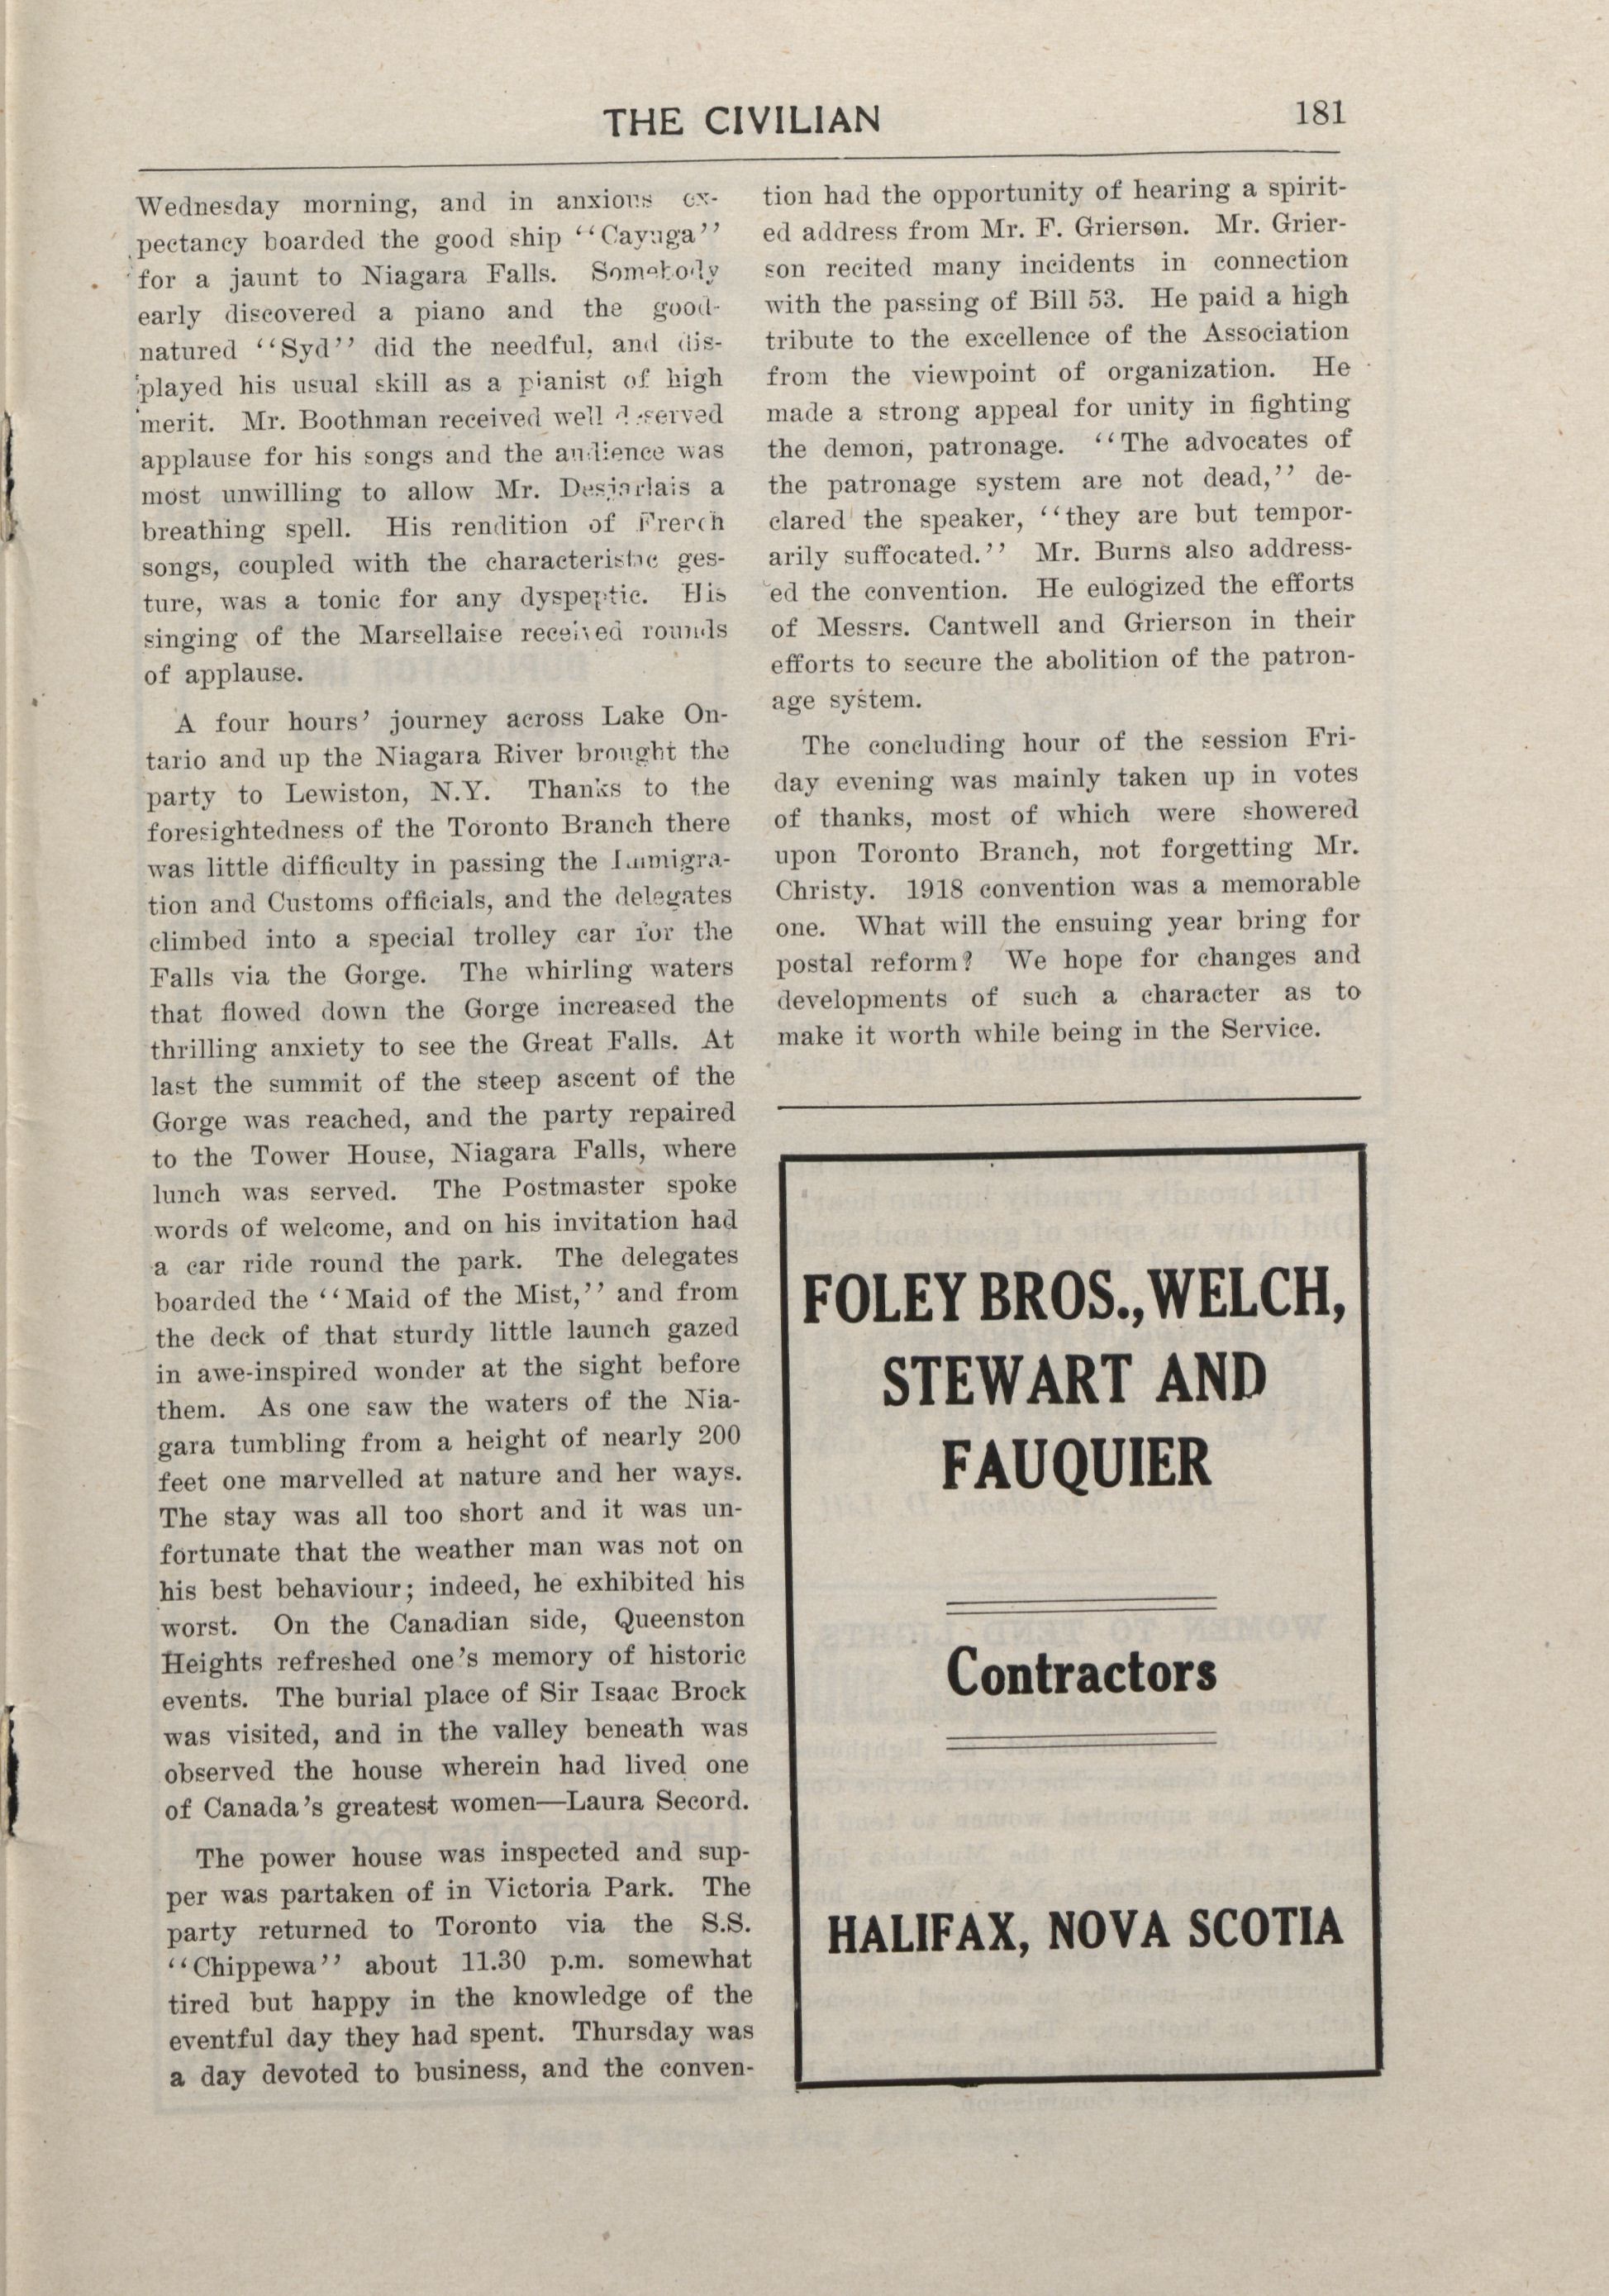 THE CIVILIAN
181
Wednesday morning, and in anxious ex-
pectancy boarded the good ship ‘‘Cayuga’’
for a jaunt to Niagara Falls. Somebody
early discovered a piano and the good-
natured ‘‘Syd’’ did the needful, and dis-
played his usual skill as a pianist of high
merit. Mr. Boothman received well deserved
applause for his songs and the audience was
most unwilling to allow Mr. Desjarlais a
breathing spell. His rendition of French
songs, coupled with the characteristic ges-
ture, was a tonic for any dyspeptic. His
singing of the Marsellaise received rounds
of applause.
A four hours’ journey across Lake On-
tario and up the Niagara River brought the
party to Lewiston, N.Y. Thanks to the
foresightedness of the Toronto Branch there
was little difficulty in passing the Immigra-
tion and Customs officials, and the delegates
climbed into a special trolley car for the
Falls via the Gorge. The whirling waters
that flowed down the Gorge increased the
thrilling anxiety to see the Great Falls. At
last the summit of the steep ascent of the
Gorge was reached, and the party repaired
to the Tower House, Niagara Falls, where
lunch was served. The Postmaster spoke
words of welcome, and on his invitation had
a car ride round the park. The delegates
boarded the ‘‘Maid of the Mist,’’ and from
the deck of that sturdy little launch gazed
in awe-inspired wonder at the sight before
them. As one saw the waters of the Nia-
gara tumbling from a height of nearly 200
feet one marvelled at nature and her ways.
The stay was all too short and it was un-
fortunate that the weather man was not on
his best behaviour; indeed, he exhibited his
worst. On the Canadian side, Queenston
Heights refreshed one’s memory of historic
events. The burial place of Sir Isaac Brock
was visited, and in the valley beneath was
observed the house wherein had lived one
of Canada’s greatest women—Laura Secord.
The power house was inspected and sup-
per was partaken of in Victoria Park. The
party returned to Toronto via the S.S.
‘‘Chippewa’’ about 11.30 p.m. somewhat
tired but happy in the knowledge of the
eventful day they had spent. Thursday was
a day devoted to business, and the conven-
tion had the opportunity of hearing a spirit-
ed address from Mr. F. Grierson. Mr. Grier-
son recited many incidents in connection
with the passing of Bill 53. He paid a high
tribute to the excellence of the Association
from the viewpoint of organization. He
made a strong appeal for unity in fighting
the demon, patronage. ‘‘The advocates of
the patronage system are not dead,’’ de-
clared the speaker, ‘‘they are but tempor-
arily suffocated.’’ Mr. Burns also address-
ed the convention. He eulogized the efforts
of Messrs. Cantwell and Grierson in their
efforts to secure the abolition of the patron-
age system.
The concluding hour of the session Fri-
day evening was mainly taken up in votes
of thanks, most of which were showered
upon Toronto Branch, not forgetting Mr.
Christy. 1918 convention was a memorable
one. What will the ensuing year bring for
postal reform? We hope for changes and
developments of such a character as to
make it worth while being in the Service.
FOLEY BROS., WELCH,
STEWART AND
FAUQUIER
Contractors
HALIFAX, NOVA SCOTIA